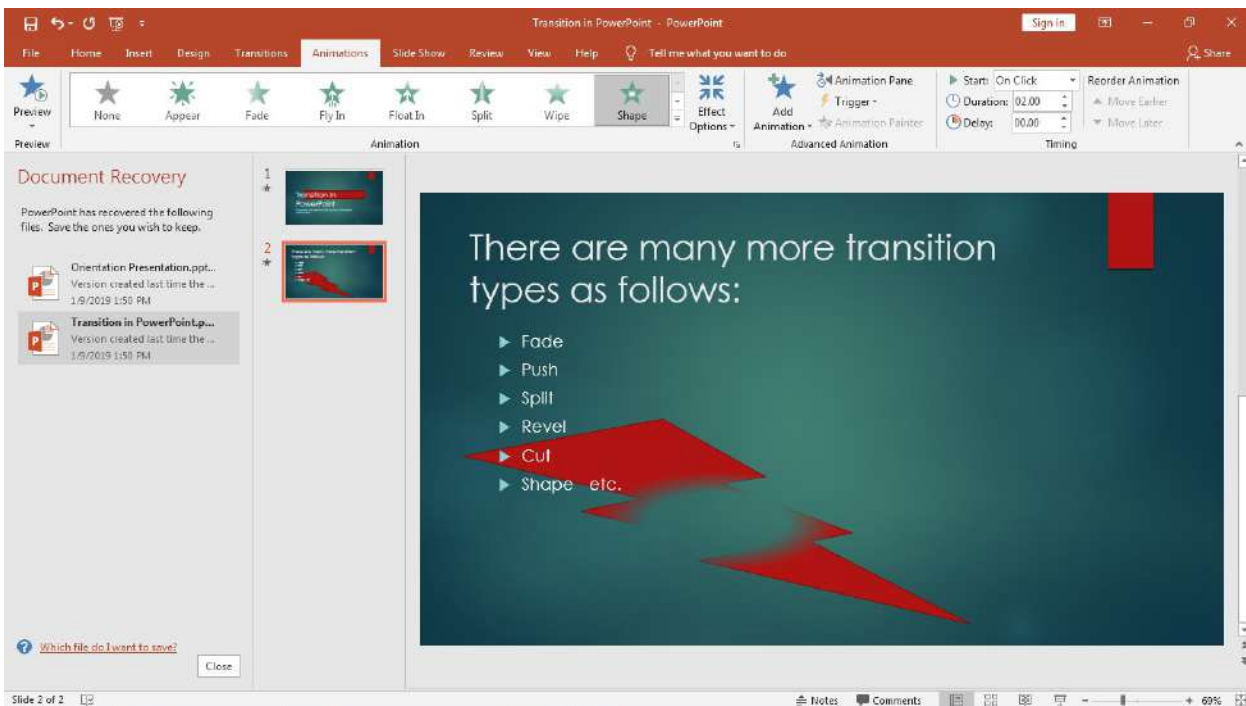 Transition in PowerPoint - PowerPoint
Sign in
File Home Insert Design Transitions Animations Slide Show Review View Help Tell me what you want to do Share
Preview
None Appear Fade Fly In Float In Split Wipe Shape
Effect Options
Add Animation
Animation Pane
Trigger
Animation Painter
Start: On Click
Duration: 02.00
Delay: 00.00
Reorder Animation
Move Earlier
Move Later
Preview Animation Advanced Animation Timing
Document Recovery
PowerPoint has recovered the following
files. Save the ones you wish to keep.
Orientation Presentation.ppt...
Version created last time the ...
1/9/2019 1:50 PM
Transition in PowerPoint.p...
Version created last time the ...
1/9/2019 1:50 PM
Which file do I want to save?
Close
1
Transition in
PowerPoint
2
There are many more transition
types as follows:
Fade
Push
Split
Revel
Cut
Shape etc.
Slide 2 of 2
Notes Comments 69%